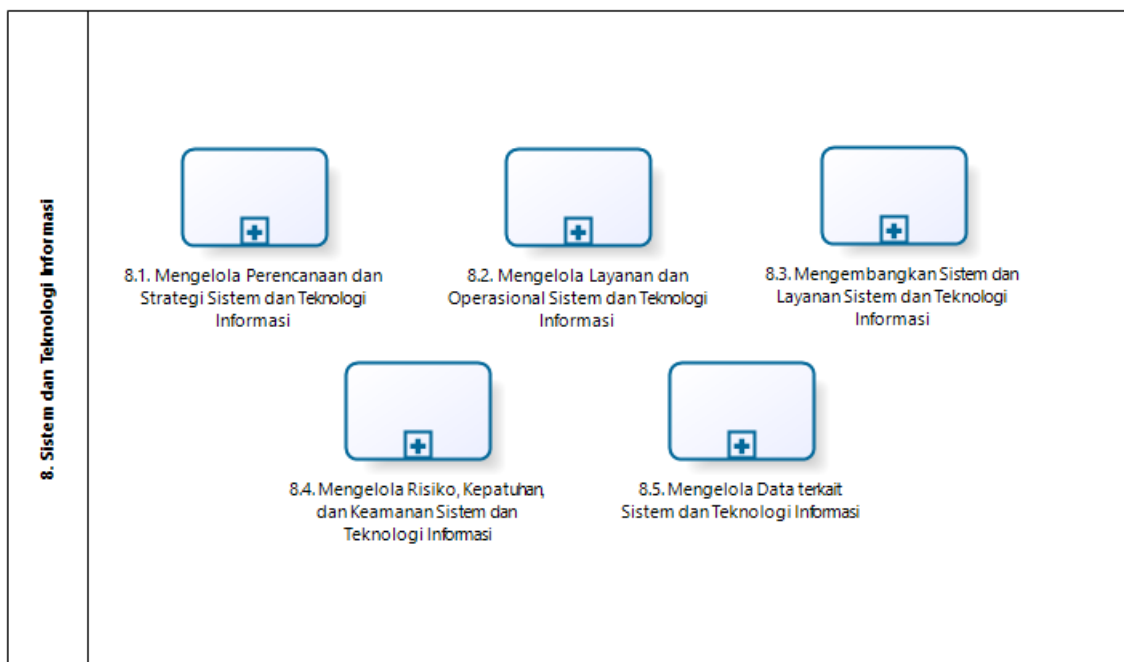 8. Sistem dan Teknologi Informasi
8.1. Mengelola Perencanaan dan
Strategi Sistem dan Teknologi
Informasi
8.2. Mengelola Layanan dan
Operasional Sistem dan Teknologi
Informasi
8.3. Mengembangkan Sistem dan
Layanan Sistem dan Teknologi
Informasi
8.4. Mengelola Risiko, Kepatuhan,
dan Keamanan Sistem dan
Teknologi Informasi
8.5. Mengelola Data terkait
Sistem dan Teknologi Informasi